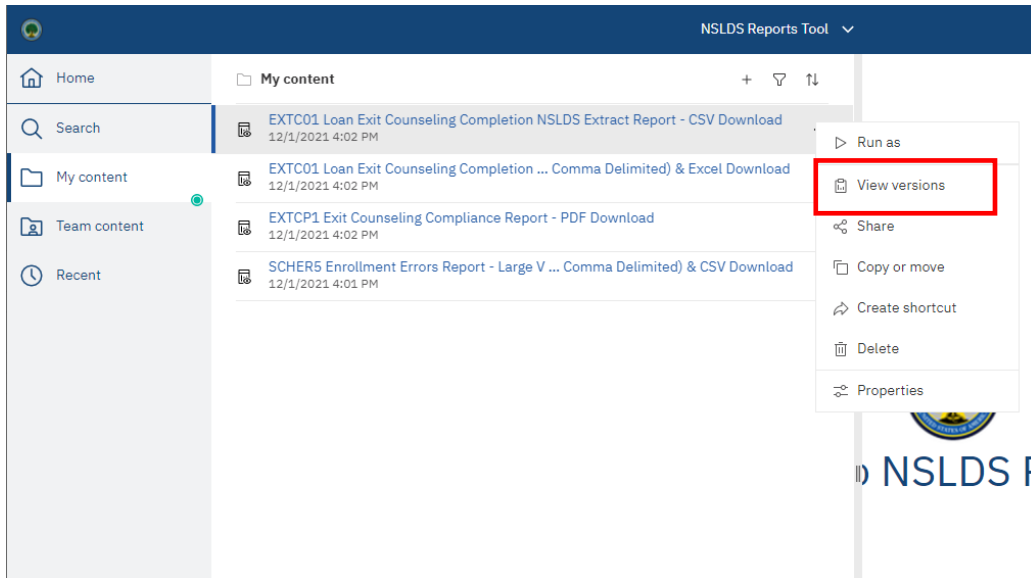 NSLDS Reports Tool
Home
Search
My content
Team content
Recent
My content
EXTC01 Loan Exit Counseling Completion NSLDS Extract Report - CSV Download
12/1/2021 4:02 PM
EXTC01 Loan Exit Counseling Completion ... Comma Delimited) & Excel Download
12/1/2021 4:02 PM
EXTCP1 Exit Counseling Compliance Report - PDF Download
12/1/2021 4:02 PM
SCHER5 Enrollment Errors Report - Large V ... Comma Delimited) & CSV Download
12/1/2021 4:01 PM
Run as
View versions
Share
Copy or move
Create shortcut
Delete
Properties
NSLDS